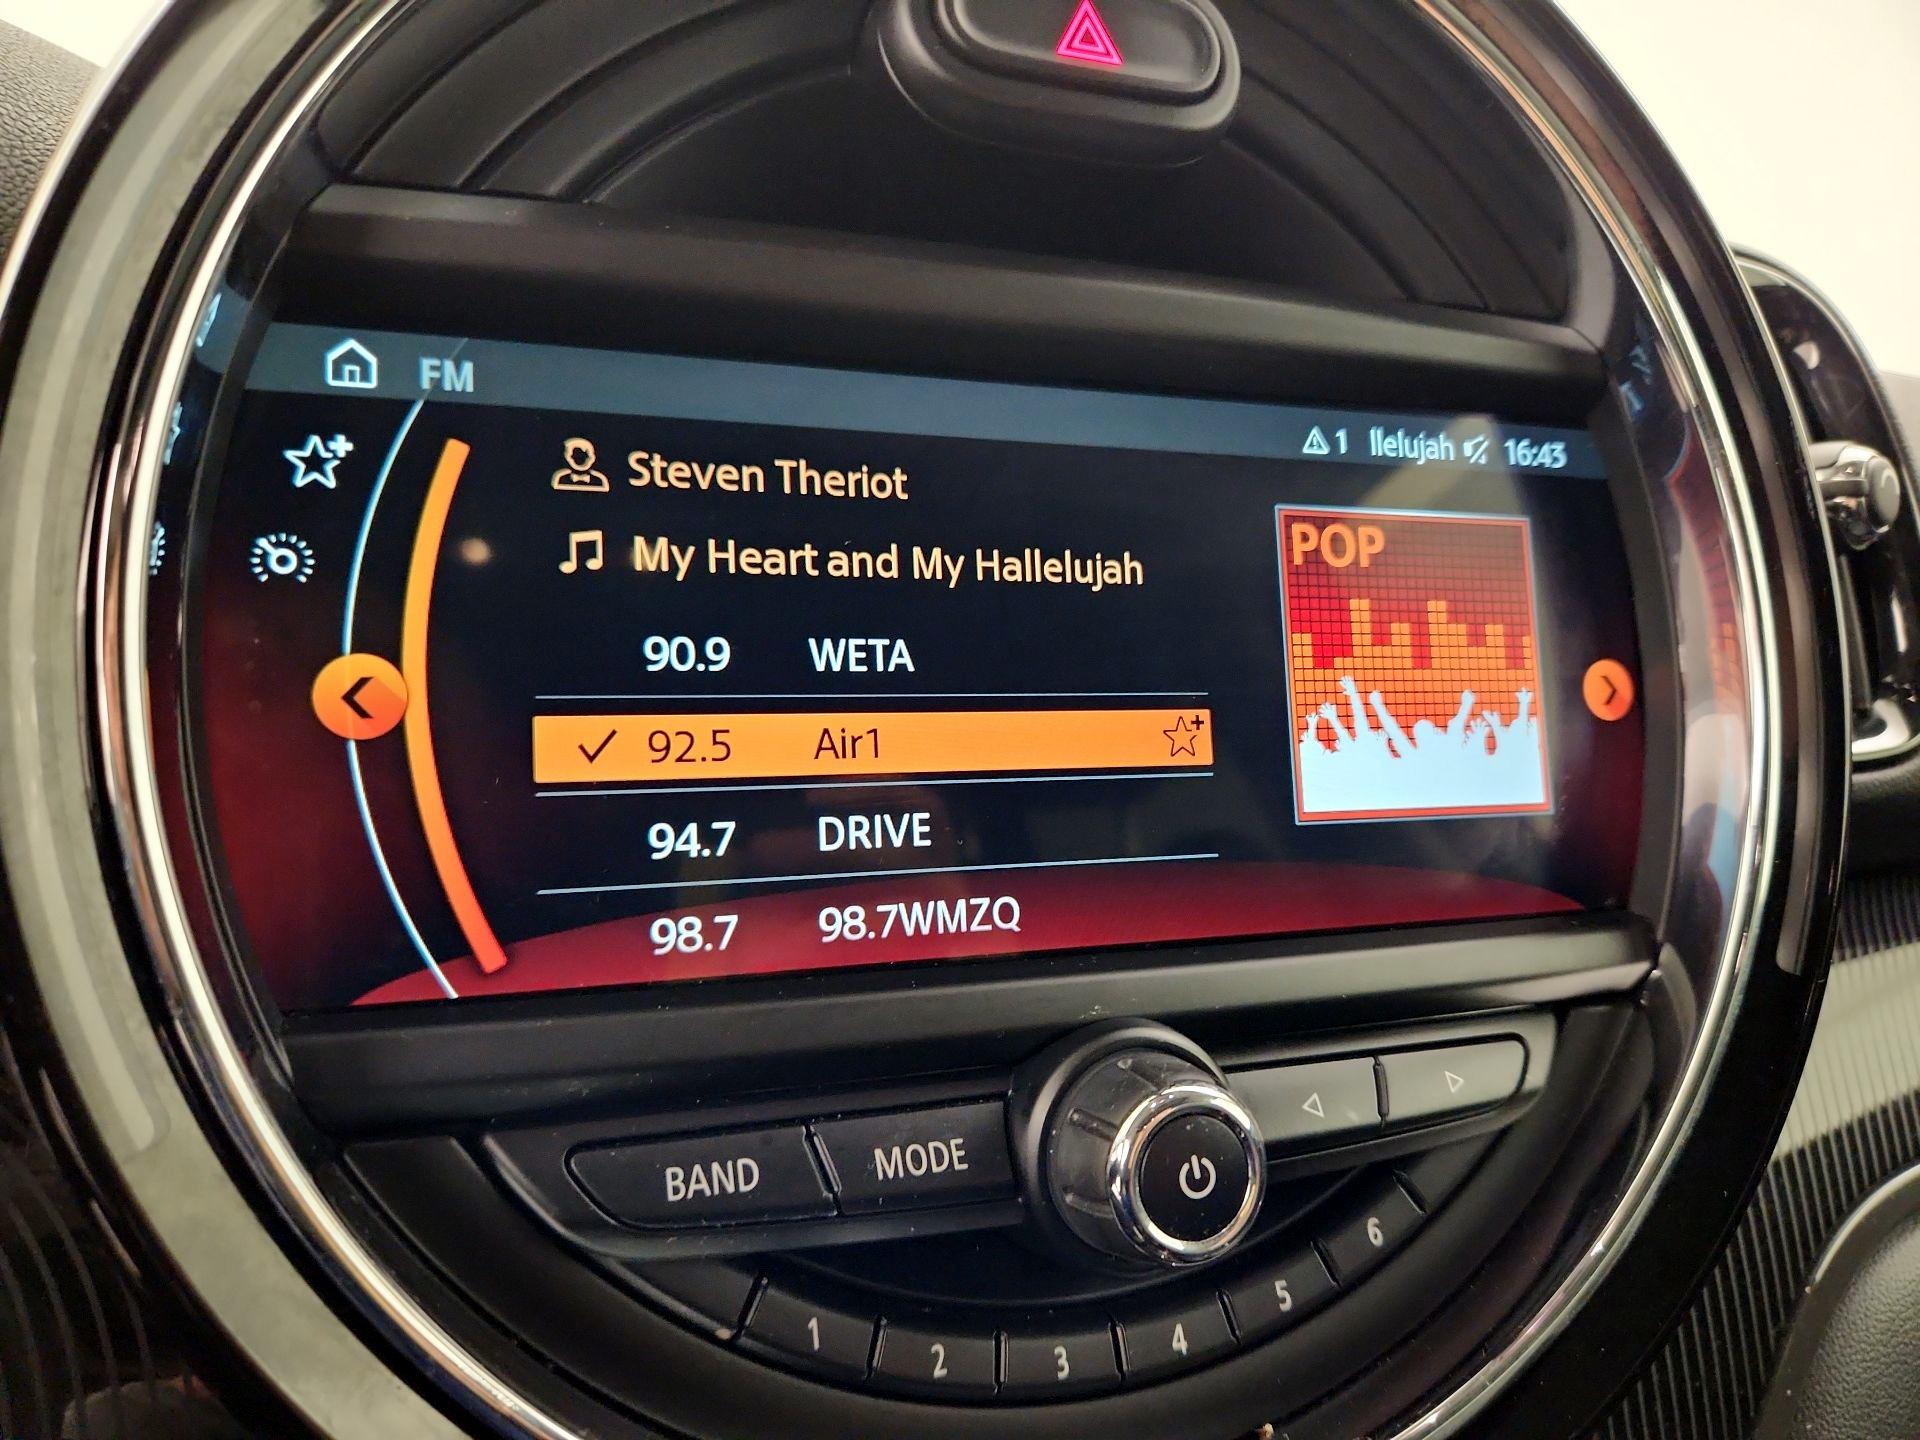 FM
1 llelujah 16:43
Steven Theriot
My Heart and My Hallelujah
POP
90.9 WETA
92.5 Air1
94.7 DRIVE
98.7 98.7WMZQ
BAND MODE
1 2 3 4 5 6